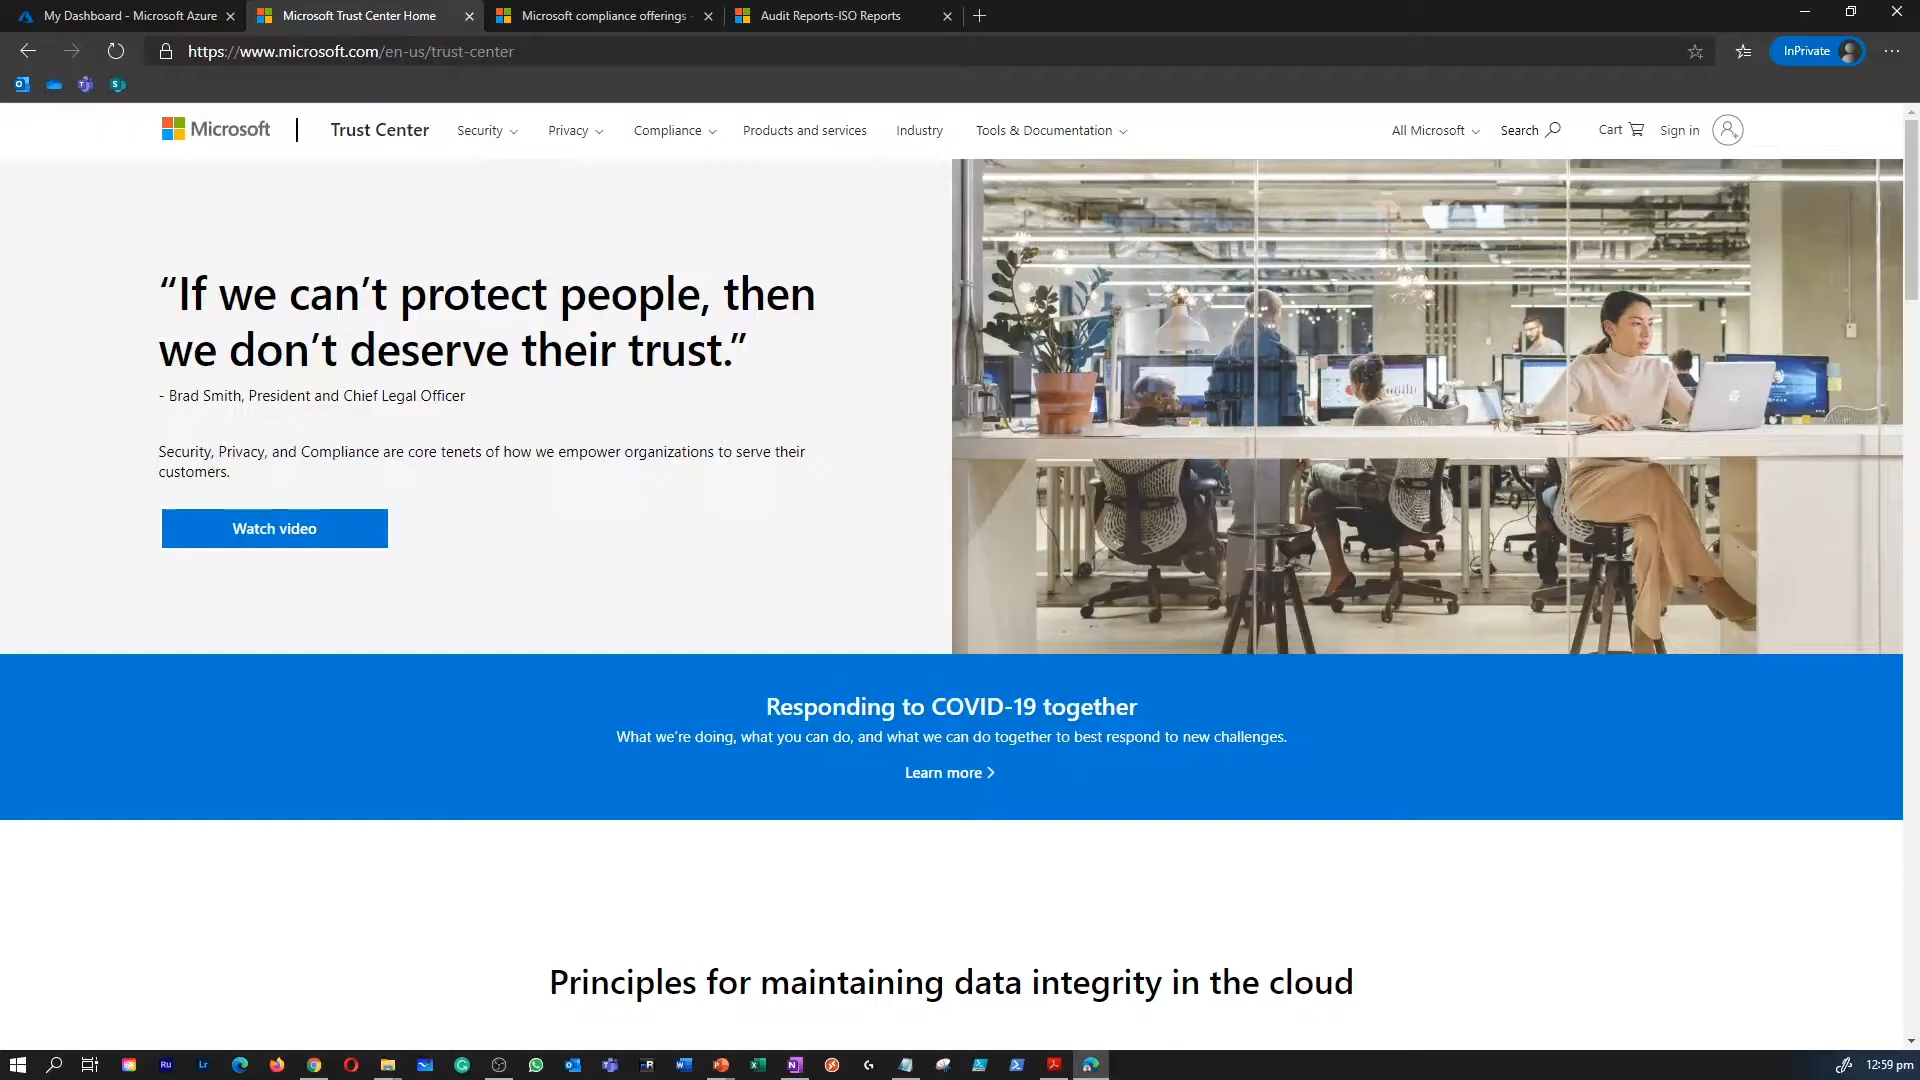 My Dashboard - Microsoft Azure
Microsoft Trust Center Home
Microsoft compliance offerings -
Audit Reports-ISO Reports
https://www.microsoft.com/en-us/trust-center
InPrivate
Microsoft
Trust Center
Security
Privacy
Compliance
Products and services
Industry
Tools & Documentation
All Microsoft
Search
Cart
Sign in
“If we can’t protect people, then
we don’t deserve their trust.”
- Brad Smith, President and Chief Legal Officer
Security, Privacy, and Compliance are core tenets of how we empower organizations to serve their
customers.
Watch video
Responding to COVID-19 together
What we’re doing, what you can do, and what we can do together to best respond to new challenges.
Learn more
Principles for maintaining data integrity in the cloud
Ru
Lr
12:59 pm